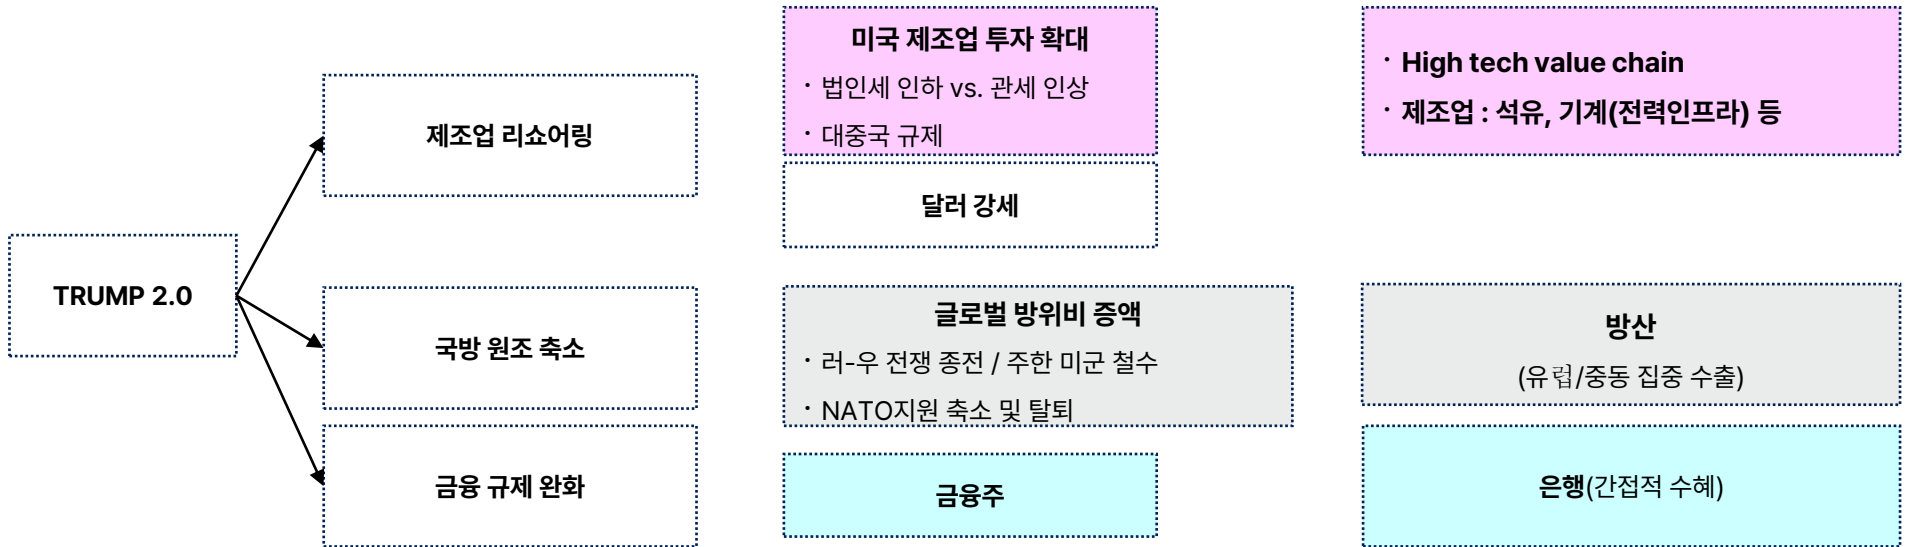 TRUMP 2.0
제조업 리쇼어링
미국 제조업 투자 확대
· 법인세 인하 vs. 관세 인상
· 대중국 규제
달러 강세
· High tech value chain
· 제조업 : 석유, 기계(전력인프라) 등
국방 원조 축소
글로벌 방위비 증액
· 러-우 전쟁 종전 / 주한 미군 철수
· NATO지원 축소 및 탈퇴
방산
(유럽/중동 집중 수출)
금융 규제 완화
금융주
은행(간접적 수혜)